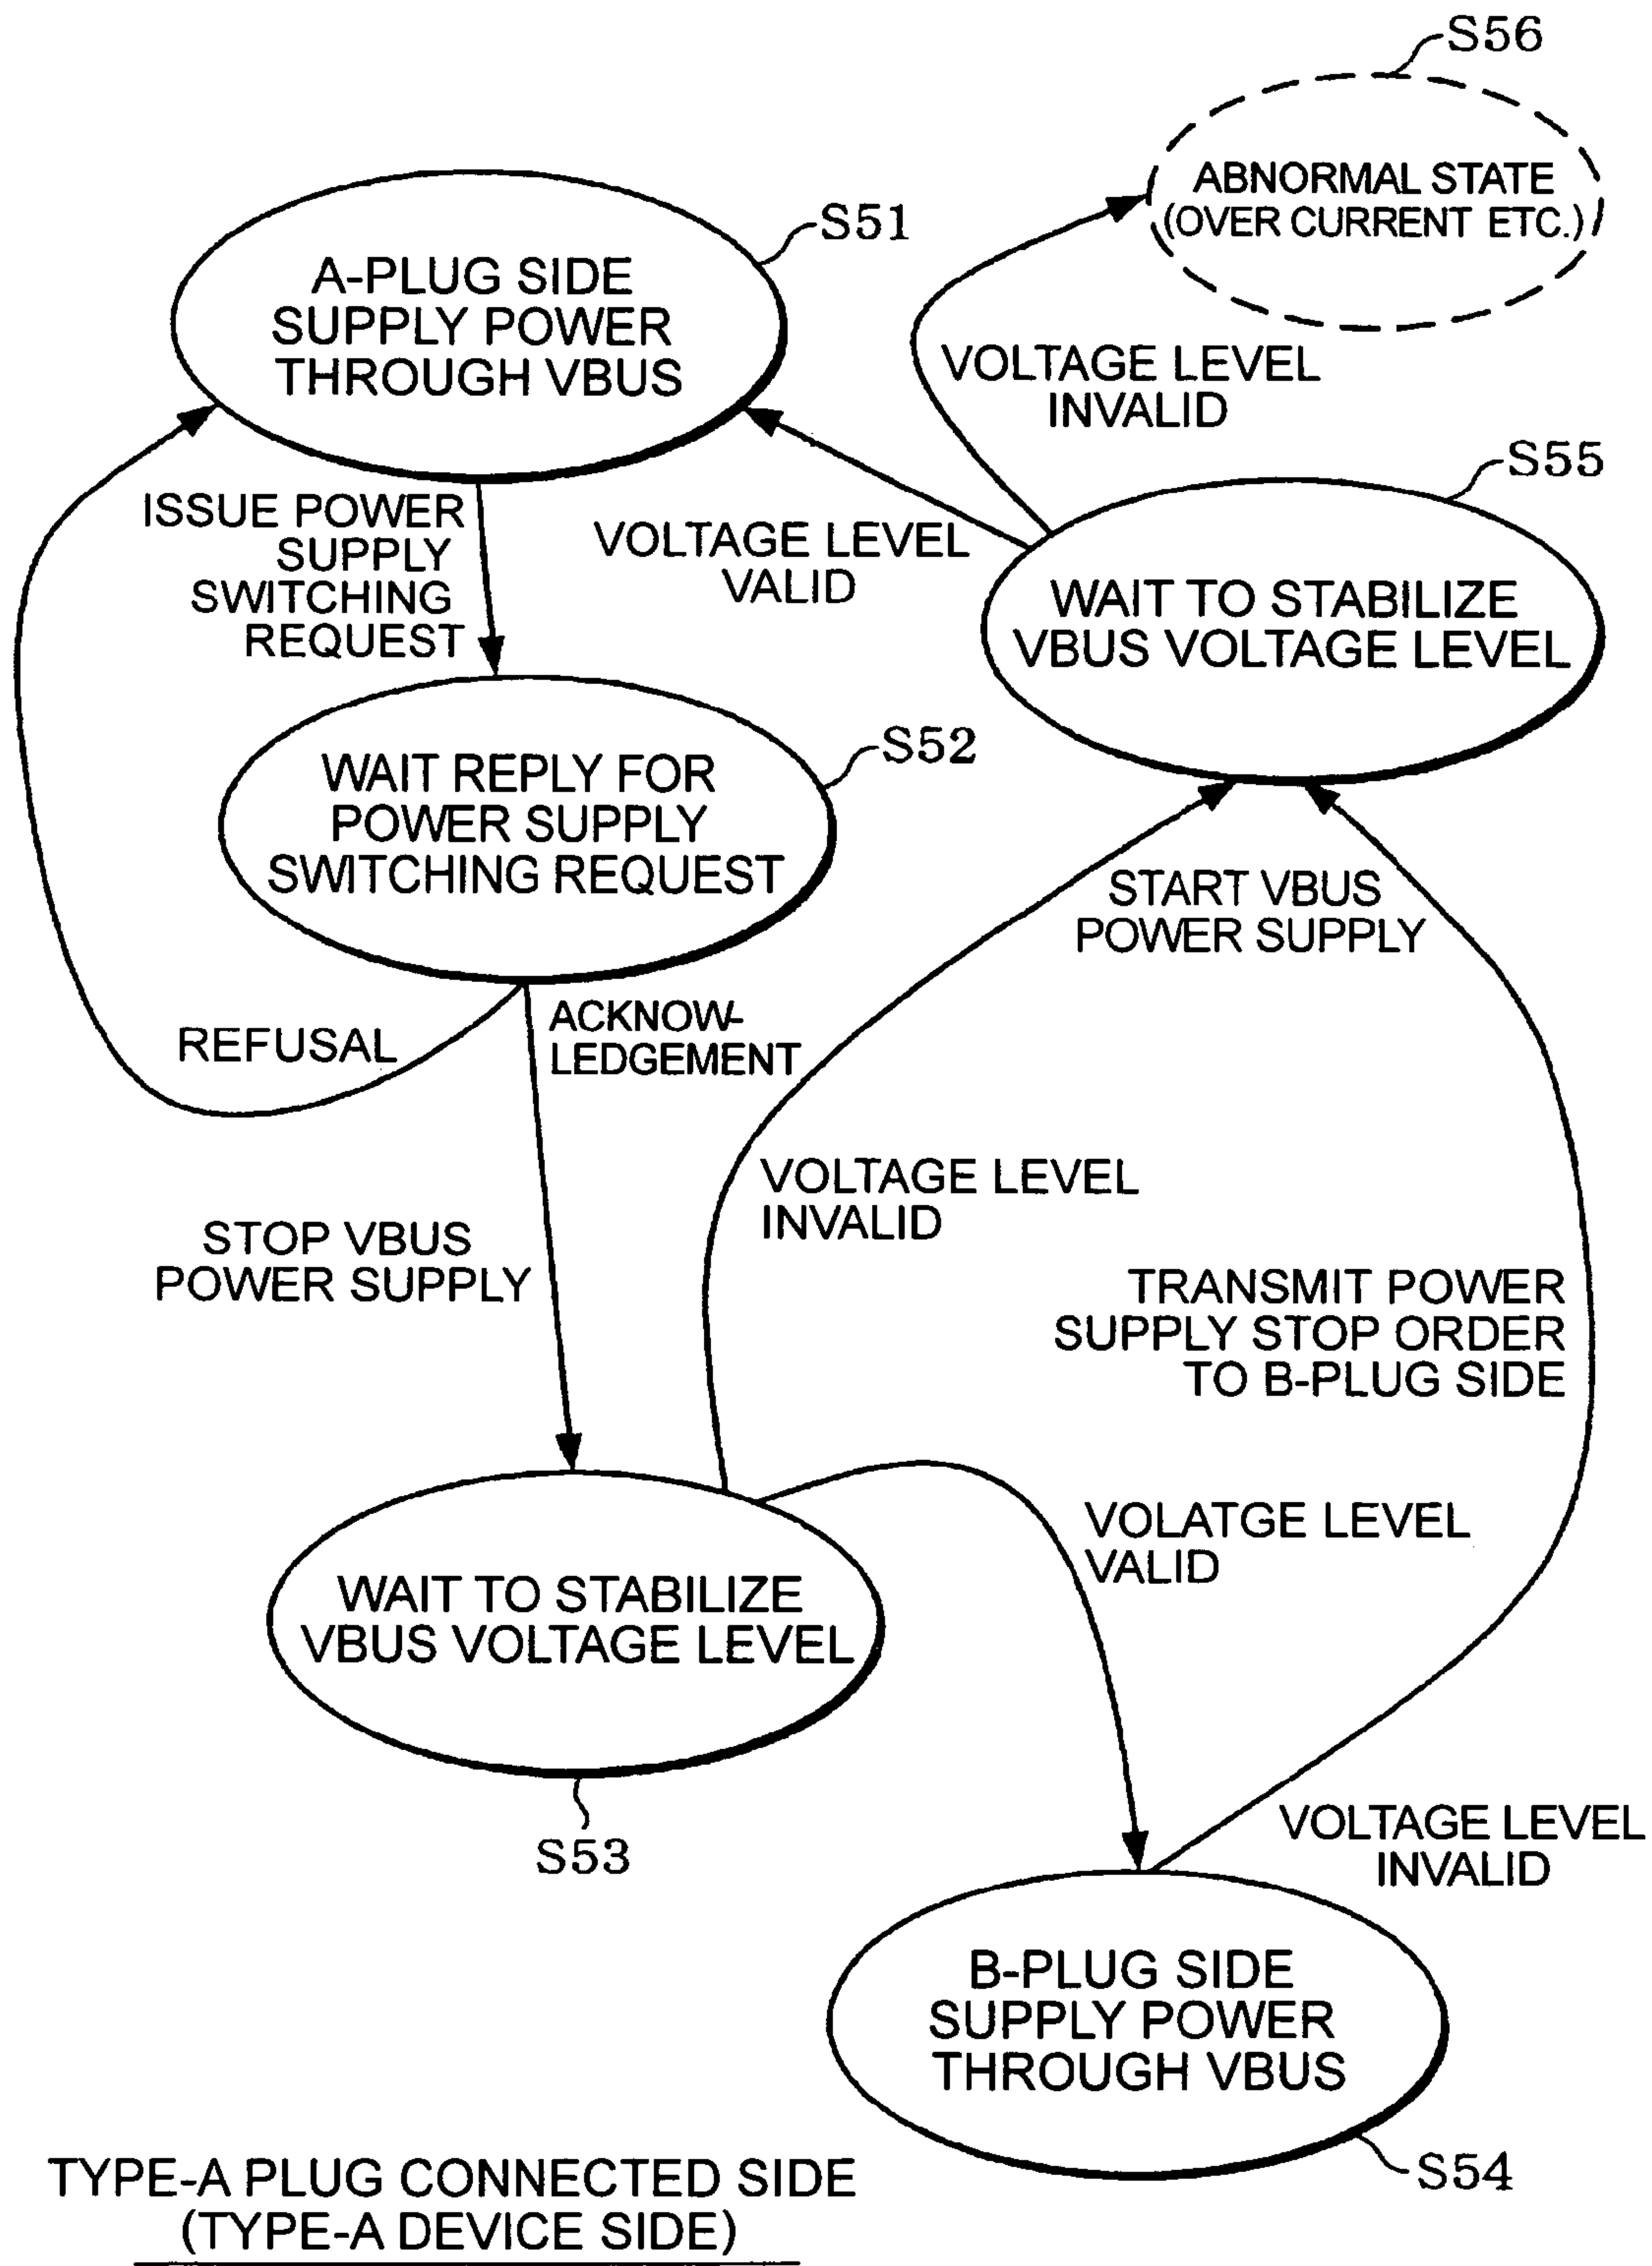 S56
ABNORMAL STATE
(OVER CURRENT ETC.)
S51
A-PLUG SIDE
SUPPLY POWER
THROUGH VBUS
VOLTAGE LEVEL
INVALID
S55
ISSUE POWER
SUPPLY
SWITCHING
REQUEST
VOLTAGE LEVEL
VALID
WAIT TO STABILIZE
VBUS VOLTAGE LEVEL
S52
WAIT REPLY FOR
POWER SUPPLY
SWITCHING REQUEST
START VBUS
POWER SUPPLY
REFUSAL
ACKNOW-
LEDGEMENT
VOLTAGE LEVEL
INVALID
STOP VBUS
POWER SUPPLY
TRANSMIT POWER
SUPPLY STOP ORDER
TO B-PLUG SIDE
VOLATGE LEVEL
VALID
WAIT TO STABILIZE
VBUS VOLTAGE LEVEL
S53
VOLTAGE LEVEL
INVALID
B-PLUG SIDE
SUPPLY POWER
THROUGH VBUS
S54
TYPE-A PLUG CONNECTED SIDE
(TYPE-A DEVICE SIDE)